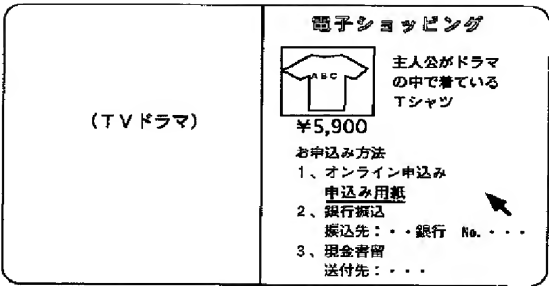 (TVドラマ)
電子ショッピング
ABC
主人公がドラマ
の中で着ている
Tシャツ
¥5,900
お申込み方法
1、オンライン申込み
申込み用紙
2、銀行振込
振込先:・・銀行 No.・・・
3、現金書留
送付先:・・・